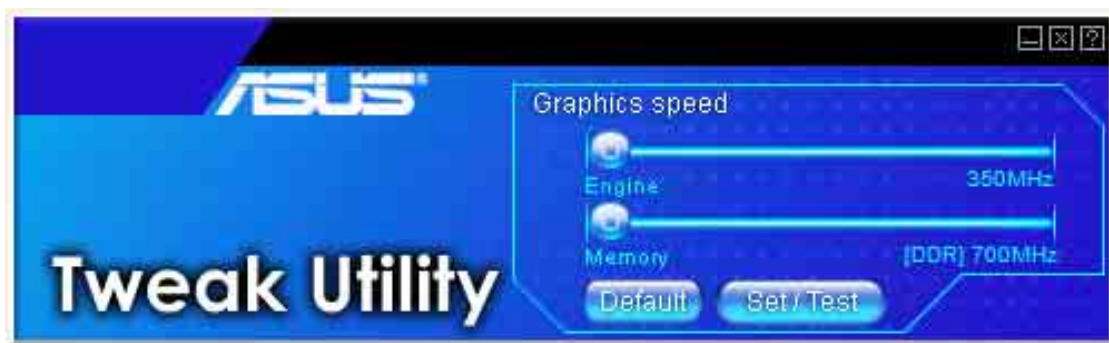 ASUS
Graphics speed
Engine
350MHz
Memory
[DDR] 700MHz
Tweak Utility
Default
Set / Test